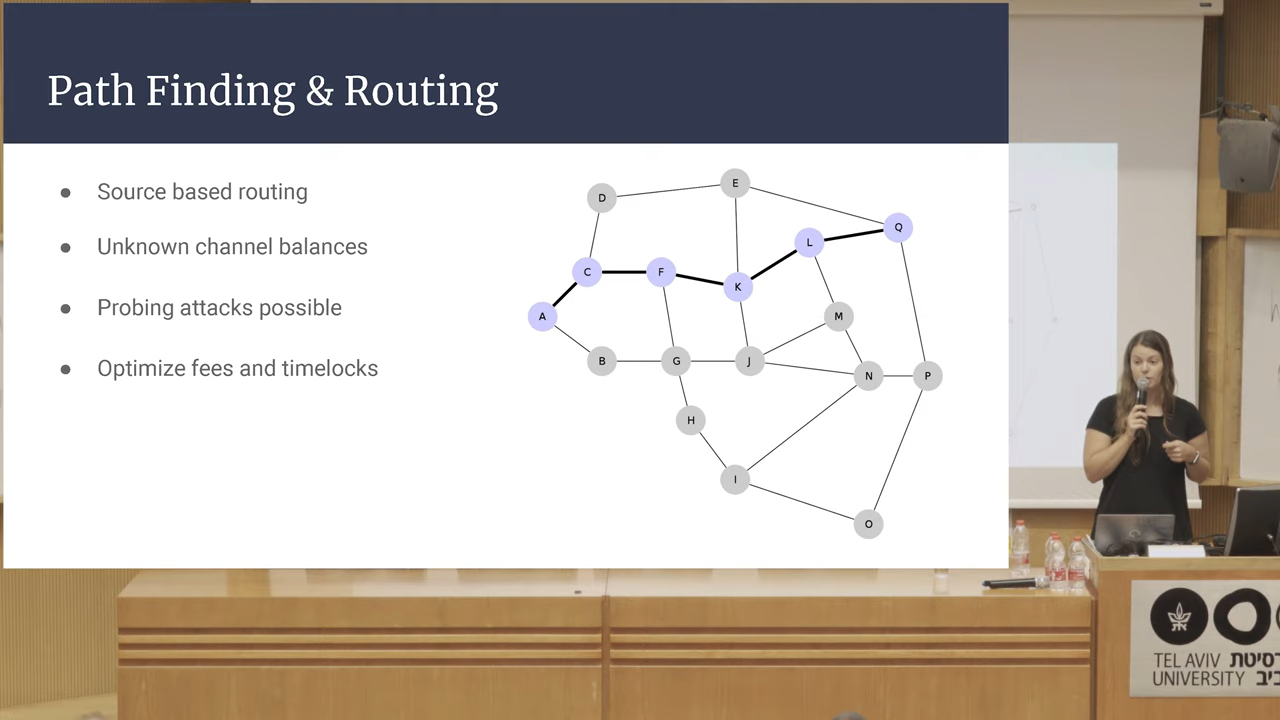 Path Finding & Routing
● Source based routing
● Unknown channel balances
● Probing attacks possible
● Optimize fees and timelocks
E
D
Q
L
C
F
K
A
M
B
G
J
N
P
H
I
O
TEL AVIV
UNIVERSITY